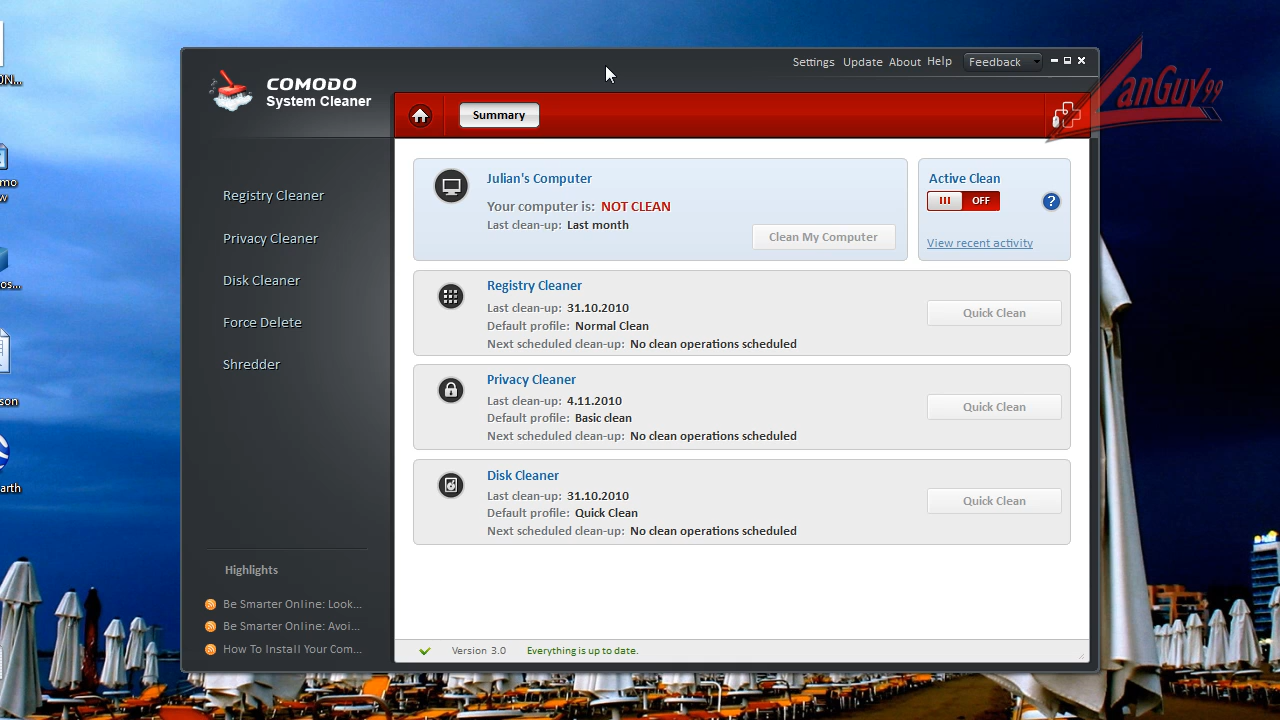 Settings Update About Help Feedback
COMODO
System Cleaner
anGuy99
Summary
Registry Cleaner
Privacy Cleaner
Disk Cleaner
Force Delete
Shredder
Julian's Computer
Your computer is: NOT CLEAN
Last clean-up: Last month
Clean My Computer
Active Clean
OFF
?
View recent activity
Registry Cleaner
Last clean-up: 31.10.2010
Default profile: Normal Clean
Next scheduled clean-up: No clean operations scheduled
Quick Clean
Privacy Cleaner
Last clean-up: 4.11.2010
Default profile: Basic clean
Next scheduled clean-up: No clean operations scheduled
Quick Clean
Disk Cleaner
Last clean-up: 31.10.2010
Default profile: Quick Clean
Next scheduled clean-up: No clean operations scheduled
Quick Clean
Highlights
Be Smarter Online: Look...
Be Smarter Online: Avoi...
How To Install Your Com...
Version 3.0 Everything is up to date.
ON...
mo
w
os...
son
arth